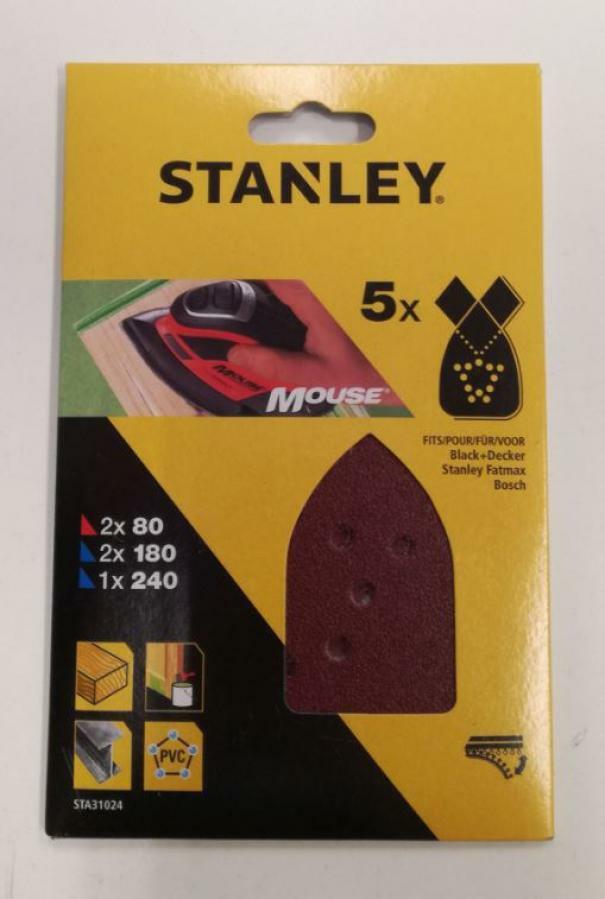 STANLEY®
5x
MOUSE
MOUSE®
FITS/POUR/FÜR/VOOR
Black+Decker
Stanley Fatmax
Bosch
2x 80
2x 180
1x 240
PVC
STA31024